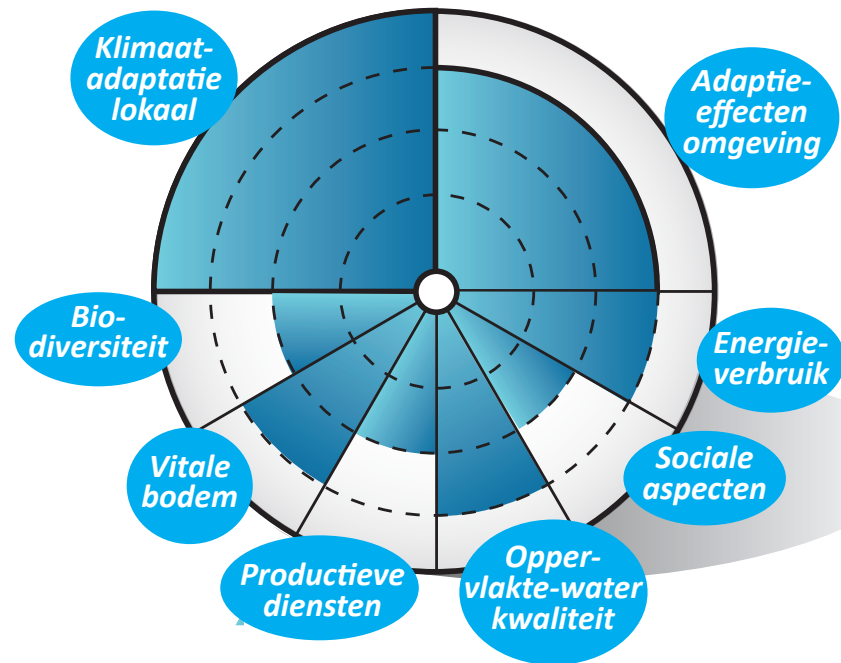 Klimaat-
adaptatie
lokaal
Adaptie-
effecten
omgeving
Bio-
diversiteit
Energie-
verbruik
Vitale
bodem
Sociale
aspecten
Productieve
diensten
Opper-
vlakte-water
kwaliteit